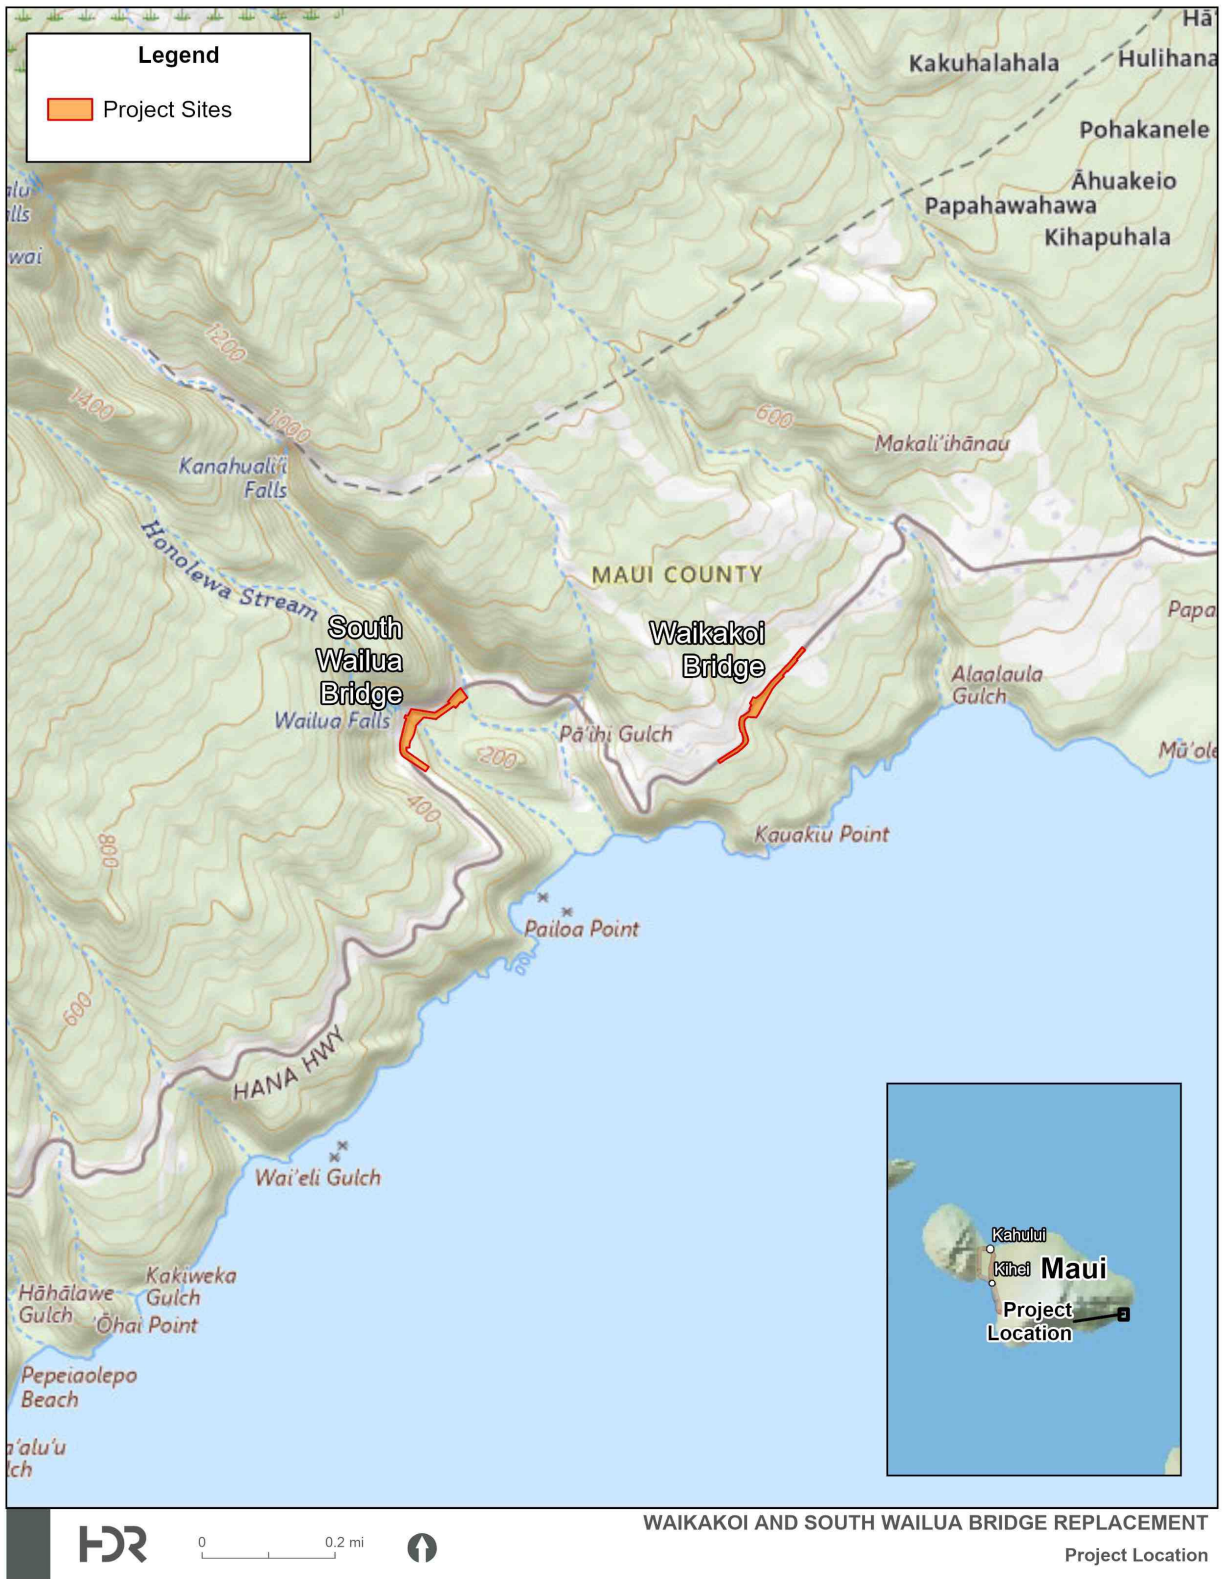 Legend
Project Sites
Kakuhalahala
Hulihana
Pohakanele
Āhuakeio
Papahawahawa
Kihapuhala
wai
1200
1400
1000
600
Makali'ihānau
Kanahuali'i
Falls
Honolewa Stream
MAUI COUNTY
Papa
South
Wailua
Bridge
Waikakoi
Bridge
Alaalaula
Gulch
Wailua Falls
Pā'ihi Gulch
200
400
800
Kauakiu Point
Pailoa Point
600
HANA HWY
Wai'eli Gulch
Kakiweka
Gulch
Hāhālawe
Gulch
'Ōhai Point
Pepeiaolepo
Beach
Kahului
Kihei
Maui
Project
Location
HDR
0
0.2 mi
WAIKAKOI AND SOUTH WAILUA BRIDGE REPLACEMENT
Project Location